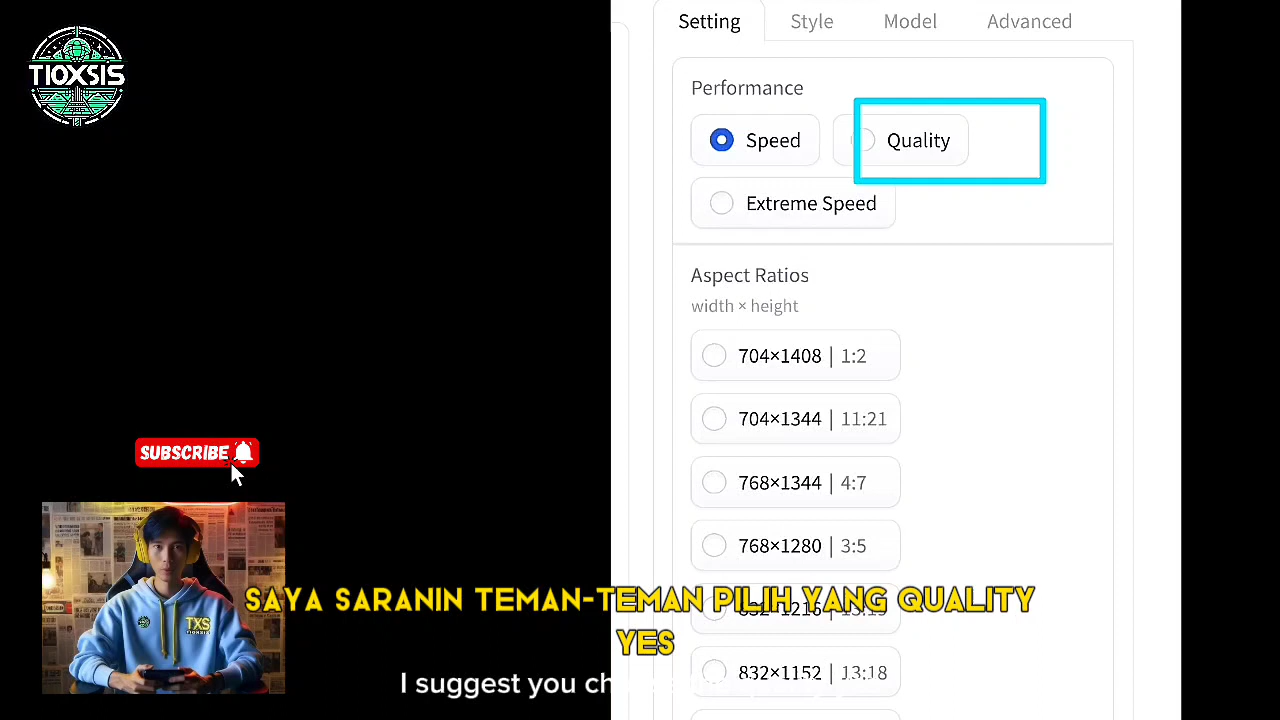 TIOXSIS
Setting Style Model Advanced
Performance
Speed Quality
Extreme Speed
Aspect Ratios
width × height
704×1408 | 1:2
704×1344 | 11:21
768×1344 | 4:7
SUBSCRIBE
768×1280 | 3:5
SAYA SARANIN TEMAN-TEMAN PILIH YANG QUALITY
YES
TXS
TIOXSIS
832×1152 | 13:18
I suggest you